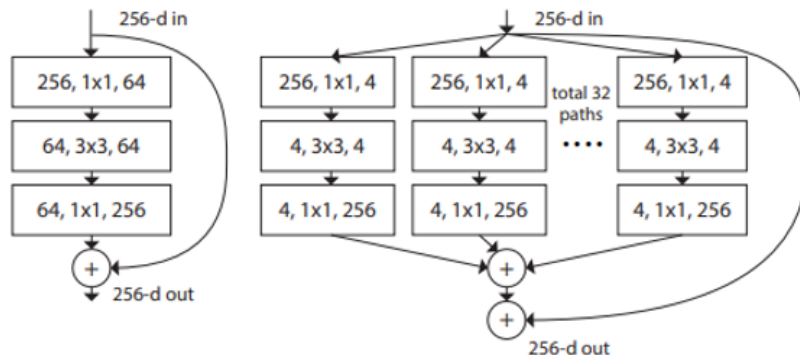 256-d in
256, 1x1, 64
64, 3x3, 64
64, 1x1, 256
+
256-d out
256-d in
256, 1x1, 4
256, 1x1, 4
total 32
paths
256, 1x1, 4
4, 3x3, 4
4, 3x3, 4
....
4, 3x3, 4
4, 1x1, 256
4, 1x1, 256
4, 1x1, 256
+
+
256-d out